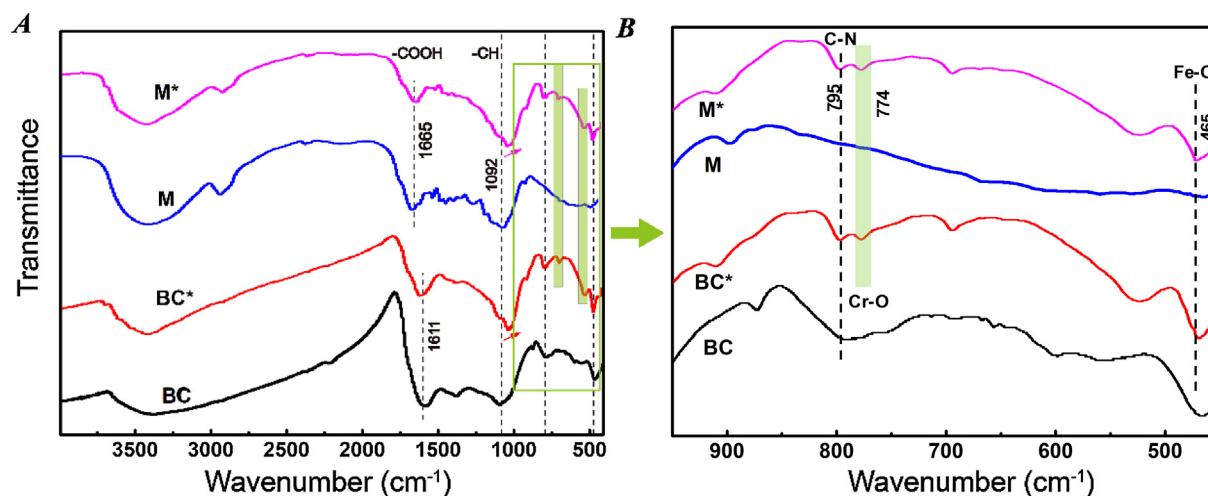 A
-COOH
-CH
M*
1665
M
1092
BC*
1611
BC
Transmittance
3500 3000 2500 2000 1500 1000 500
Wavenumber (cm-1)
B
C-N
Fe-O
M*
795
774
465
M
BC*
Cr-O
BC
900 800 700 600 500
Wavenumber (cm-1)